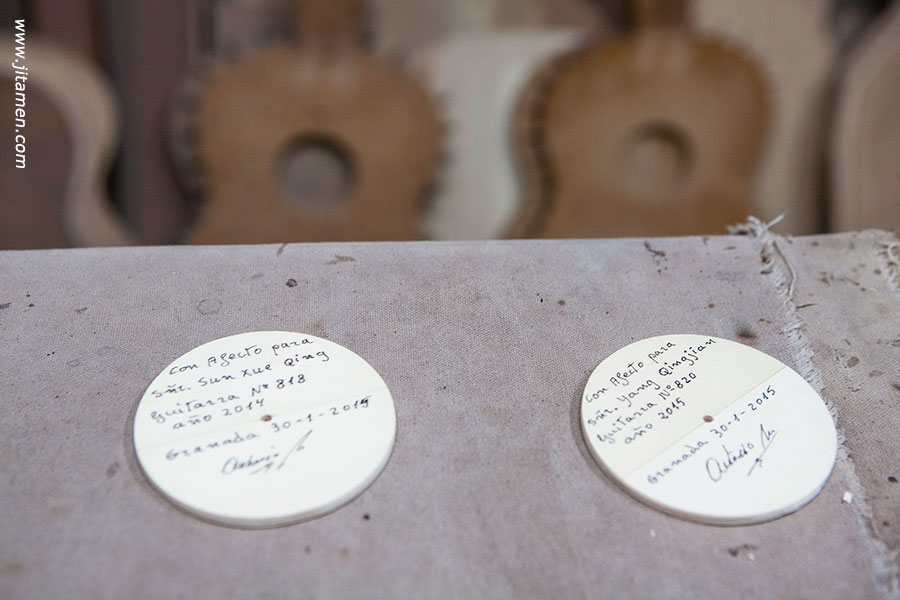 www.jitamen.com
Con Afecto para
Sñr. Sun Xue Qing
guitarra Nº 818
año 2014
Granada 30-1-2015
Con Afecto para
Sñr. Yang Qingjian
guitarra Nº 820
año 2015
Granada 30-1-2015
Antonio